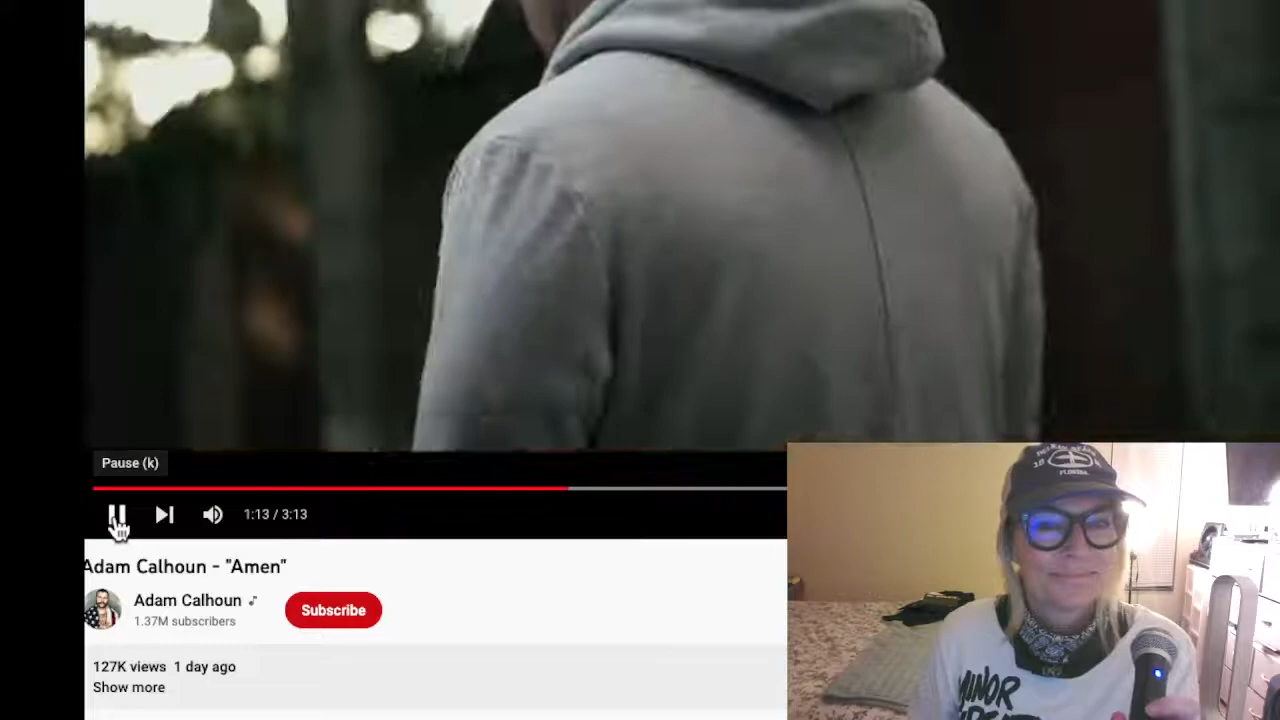 Pause (k)
1:13 / 3:13
Adam Calhoun - "Amen"
Adam Calhoun ♪
Subscribe
1.37M subscribers
127K views 1 day ago
Show more
MINOR